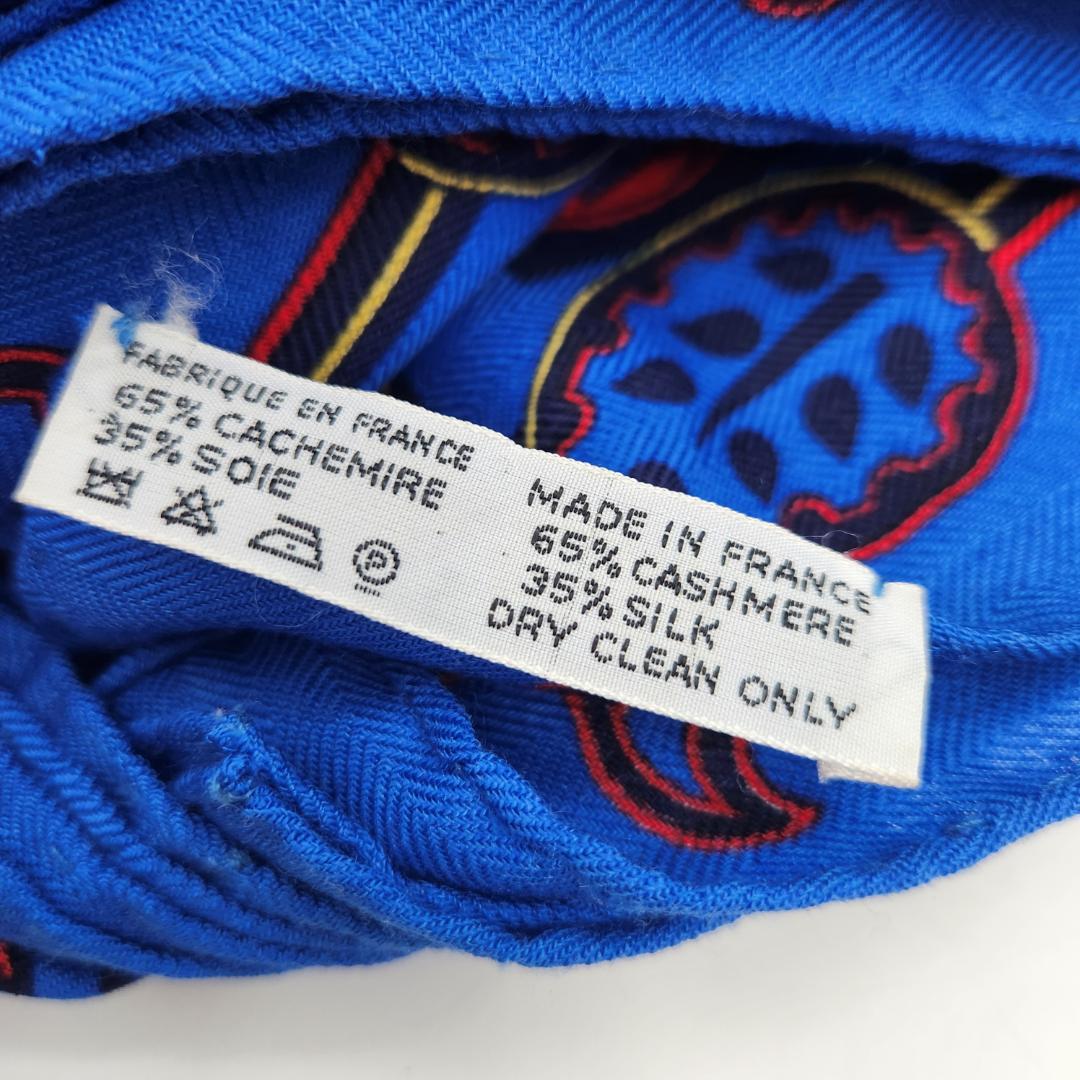 FABRIQUE EN FRANCE
65% CACHEMIRE
35% SOIE
P
MADE IN FRANCE
65% CASHMERE
35% SILK
DRY CLEAN ONLY